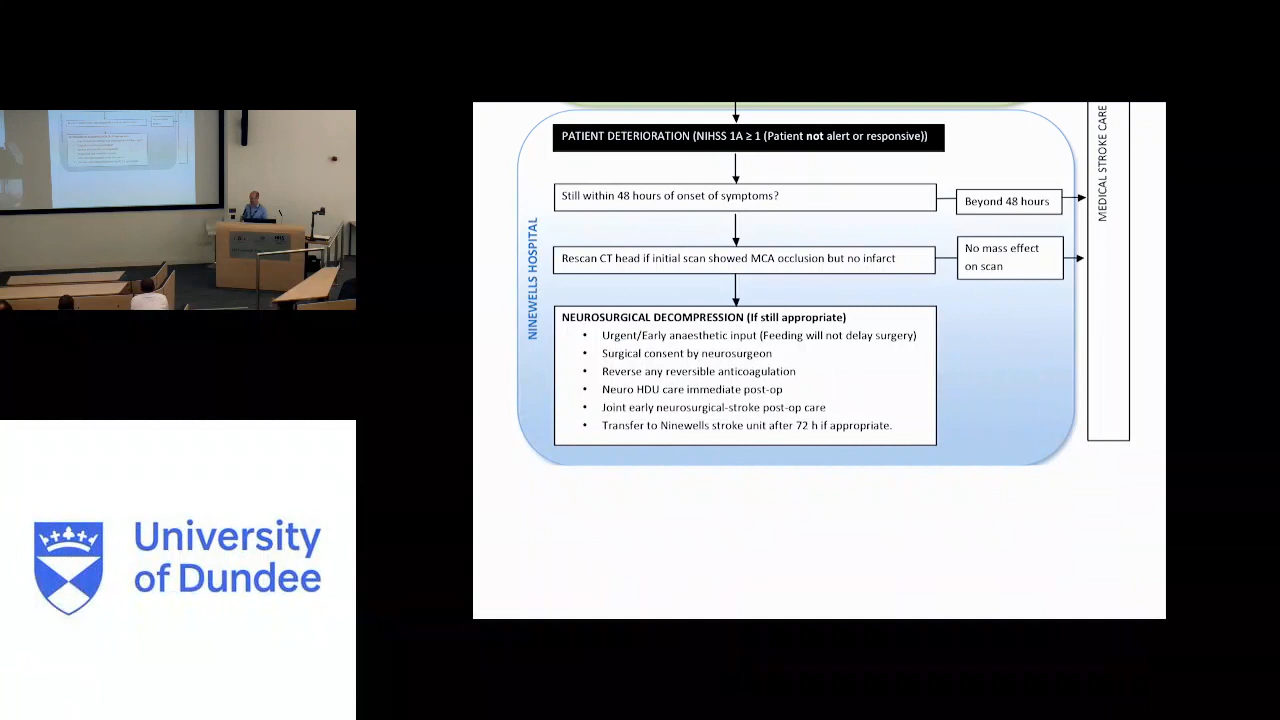 PATIENT DETERIORATION (NIHSS 1A ≥ 1 (Patient not alert or responsive))
Still within 48 hours of onset of symptoms?
Beyond 48 hours
Rescan CT head if initial scan showed MCA occlusion but no infarct
No mass effect
on scan
NEUROSURGICAL DECOMPRESSION (If still appropriate)
• Urgent/Early anaesthetic input (Feeding will not delay surgery)
• Surgical consent by neurosurgeon
• Reverse any reversible anticoagulation
• Neuro HDU care immediate post-op
• Joint early neurosurgical-stroke post-op care
• Transfer to Ninewells stroke unit after 72 h if appropriate.
NINEWELLS HOSPITAL
MEDICAL STROKE CARE
University
of Dundee